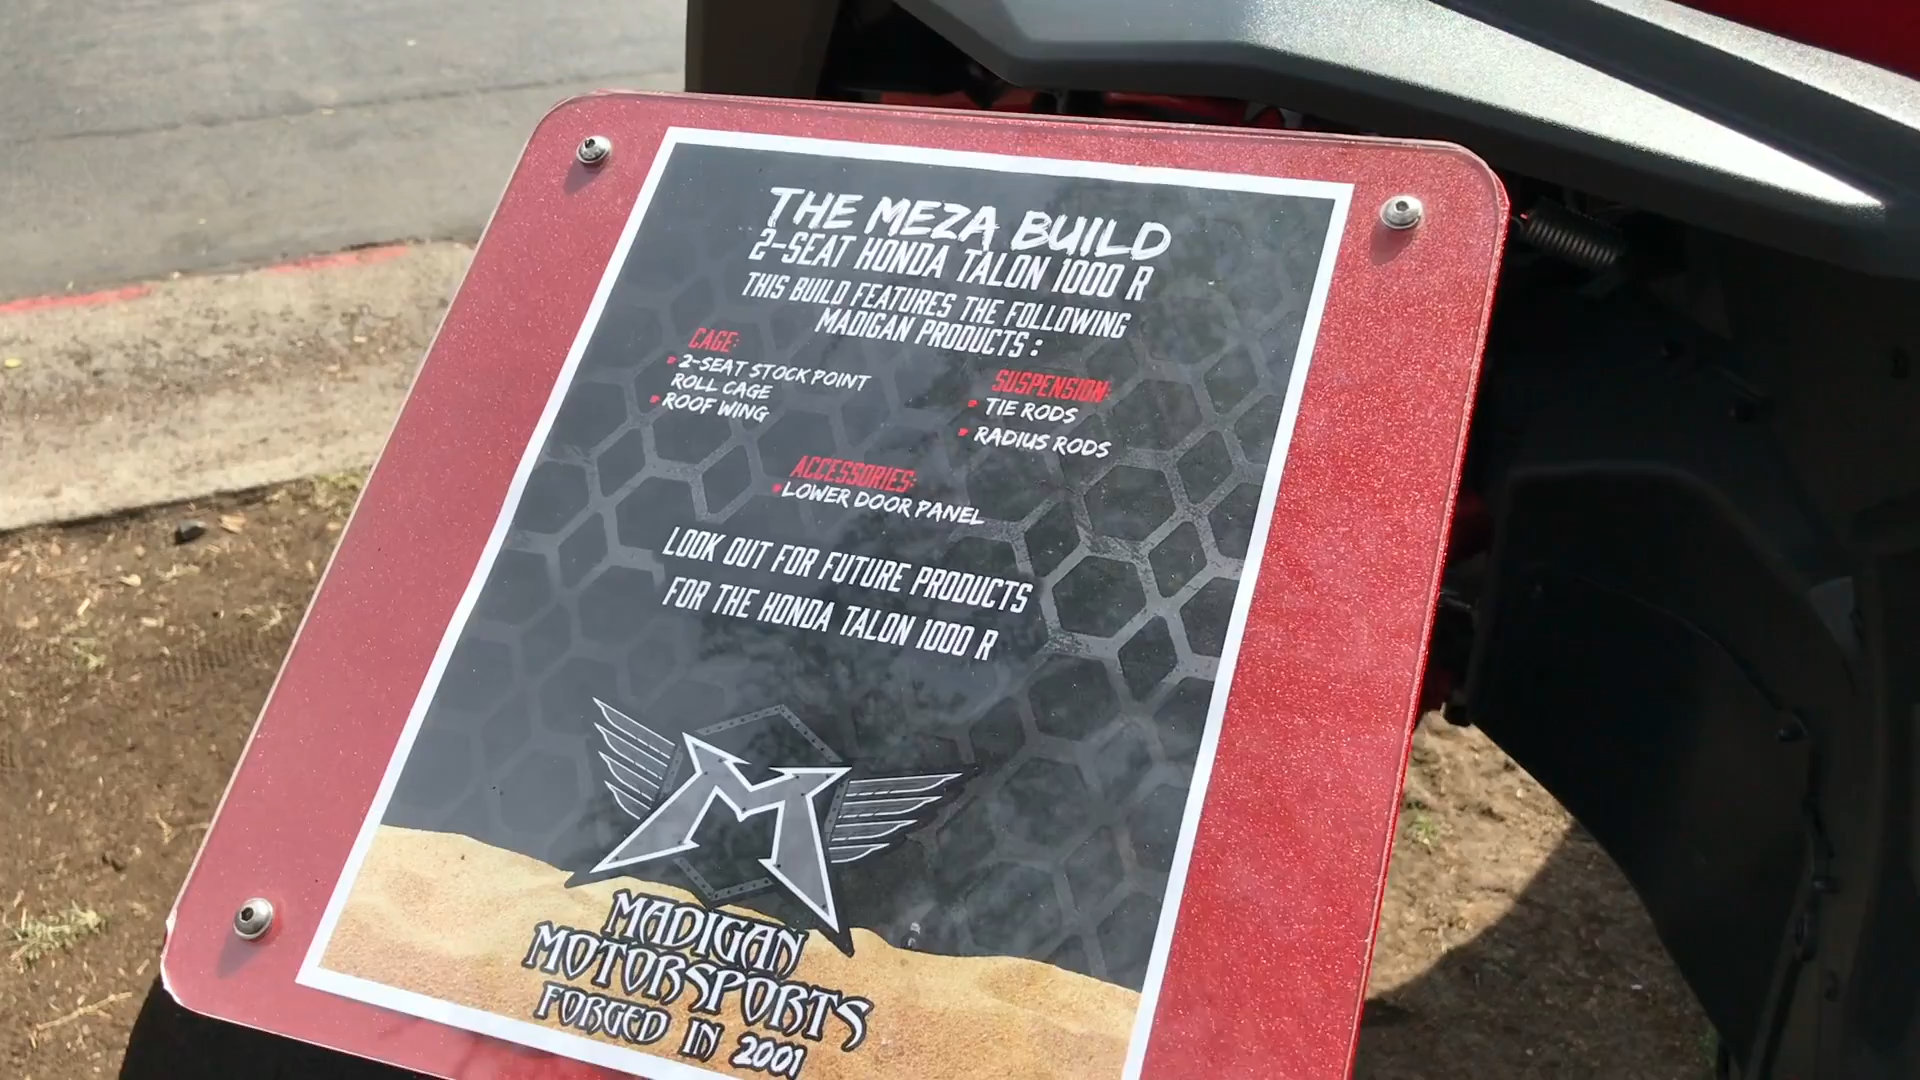 THE MEZA BUILD
2-SEAT HONDA TALON 1000 R
THIS BUILD FEATURES THE FOLLOWING
MADIGAN PRODUCTS:
CAGE:
2-SEAT STOCK POINT
ROLL CAGE
ROOF WING
SUSPENSION:
TIE RODS
RADIUS RODS
ACCESSORIES:
LOWER DOOR PANEL
LOOK OUT FOR FUTURE PRODUCTS
FOR THE HONDA TALON 1000 R
M
MADIGAN
MOTORSPORTS
FORGED IN 2001